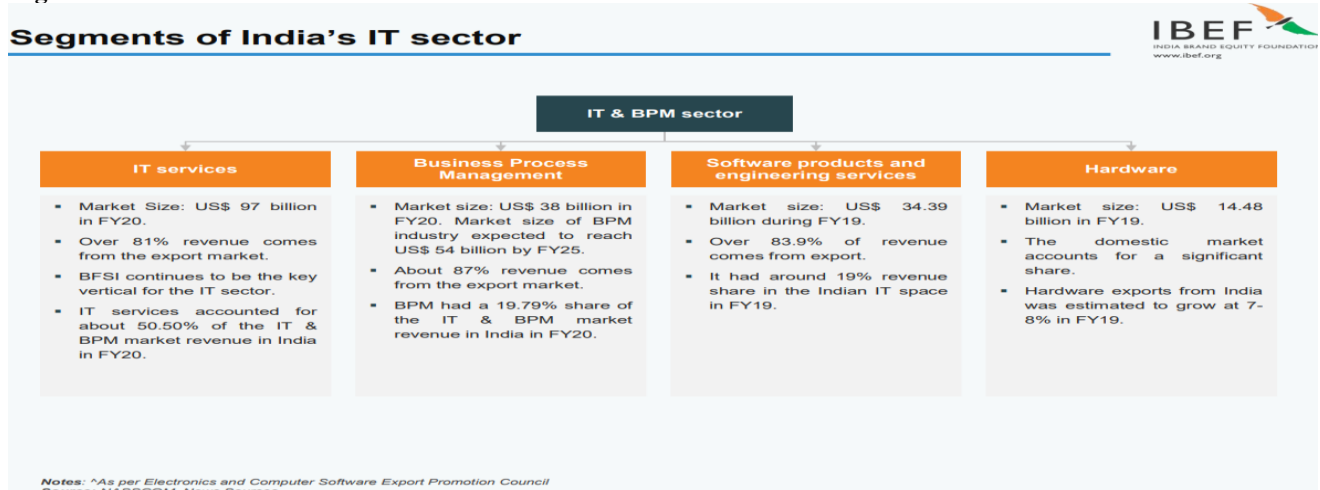 Segments of India's IT sector
IBEF
INDIA BRAND EQUITY FOUNDATION
www.ibef.org
IT & BPM sector
IT services
▪ Market Size: US$ 97 billion
in FY20.
▪ Over 81% revenue comes
from the export market.
▪ BFSI continues to be the key
vertical for the IT sector.
▪ IT services accounted for
about 50.50% of the IT &
BPM market revenue in India
in FY20.
Business Process
Management
▪ Market size: US$ 38 billion in
FY20. Market size of BPM
industry expected to reach
US$ 54 billion by FY25.
▪ About 87% revenue comes
from the export market.
▪ BPM had a 19.79% share of
the IT & BPM market
revenue in India in FY20.
Software products and
engineering services
▪ Market size: US$ 34.39
billion during FY19.
▪ Over 83.9% of revenue
comes from export.
▪ It had around 19% revenue
share in the Indian IT space
in FY19.
Hardware
▪ Market size: US$ 14.48
billion in FY19.
▪ The domestic market
accounts for a significant
share.
▪ Hardware exports from India
was estimated to grow at 7-
8% in FY19.
Notes: ^As per Electronics and Computer Software Export Promotion Council